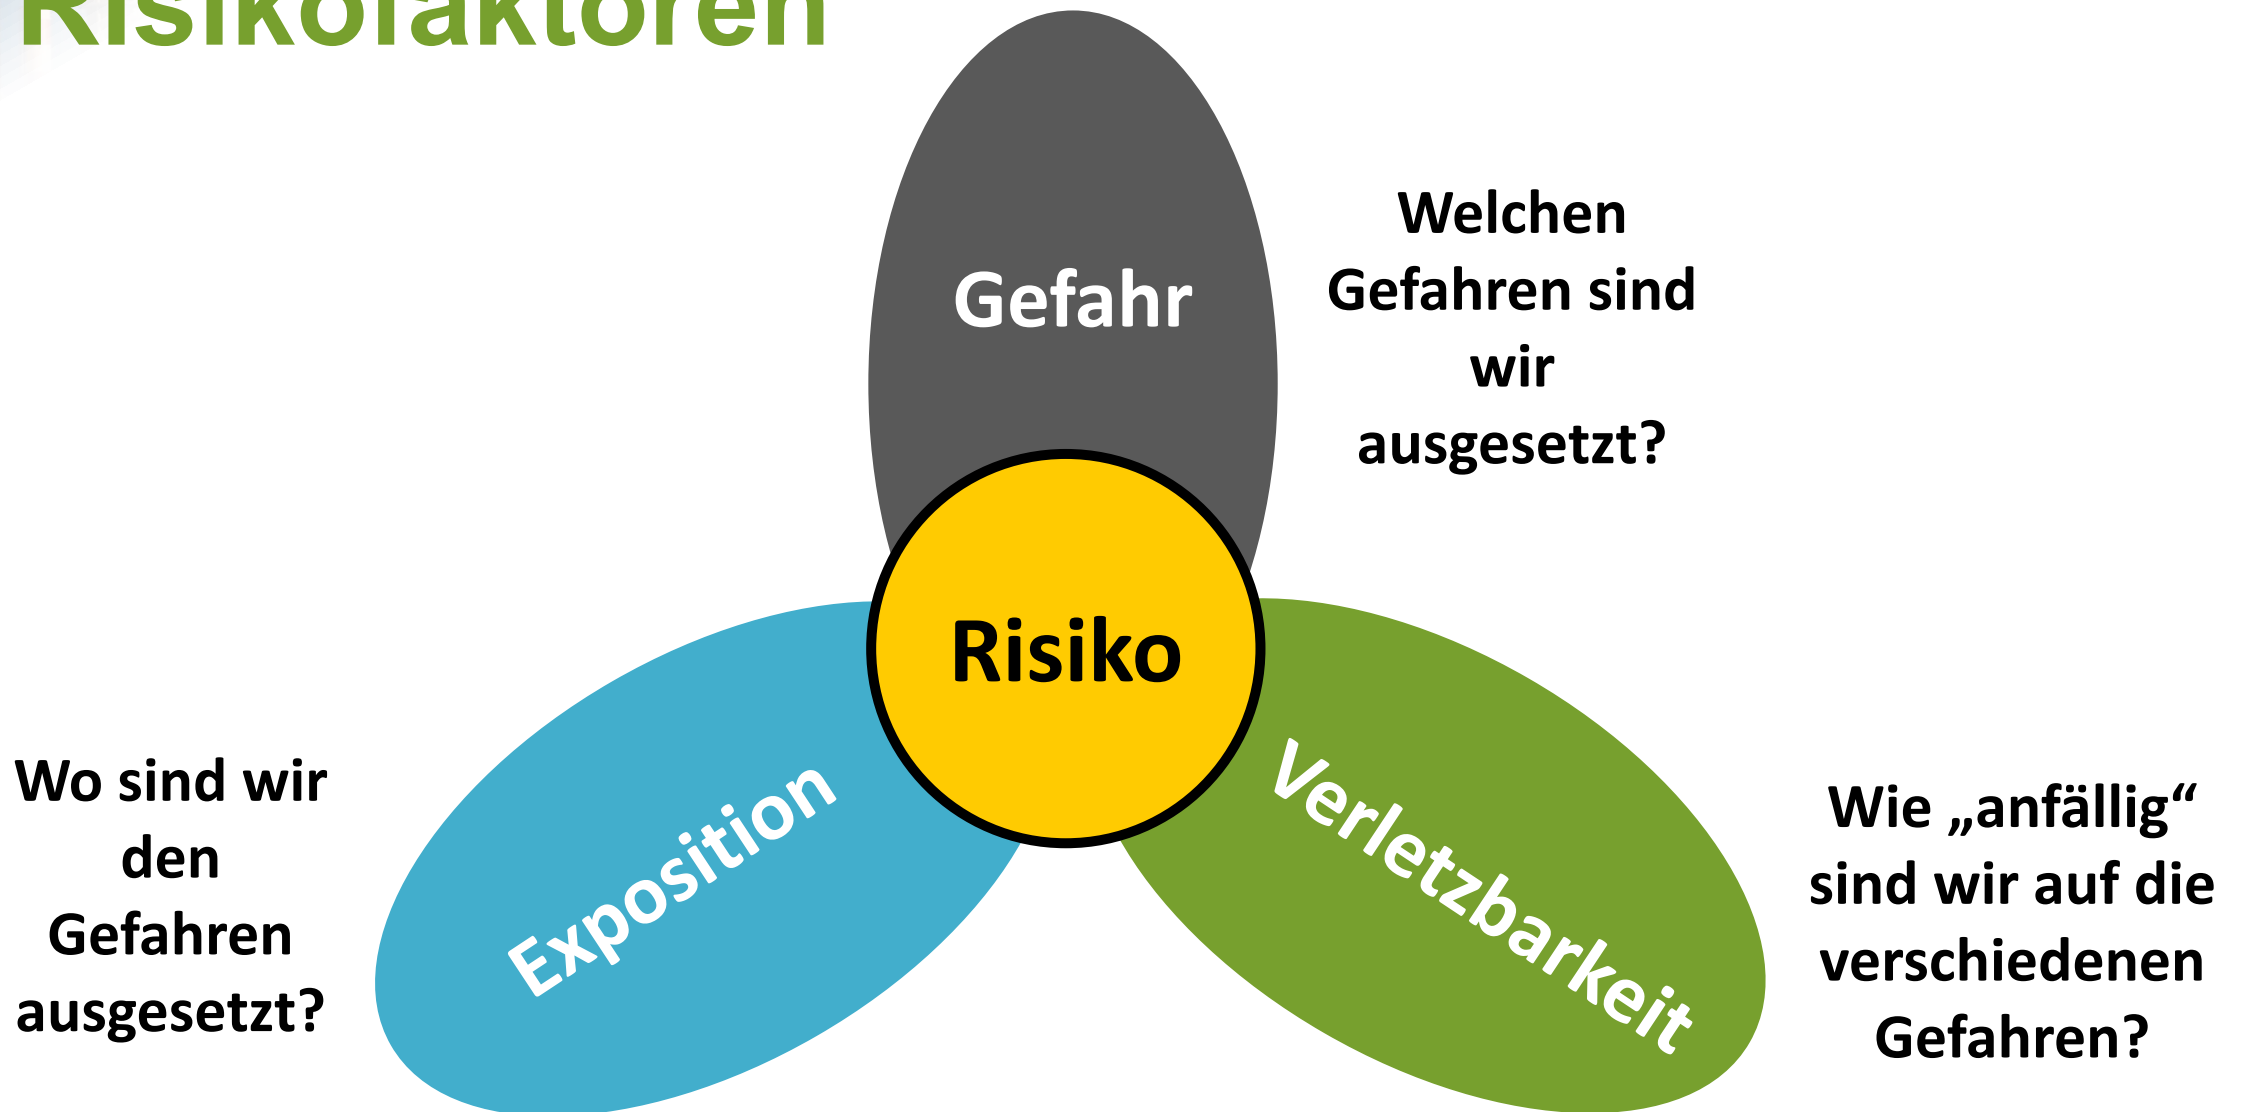 Risikofaktoren
Gefahr
Welchen
Gefahren sind
wir
ausgesetzt?
Risiko
Exposition
Wo sind wir
den
Gefahren
ausgesetzt?
Verletzbarkeit
Wie „anfällig“
sind wir auf die
verschiedenen
Gefahren?